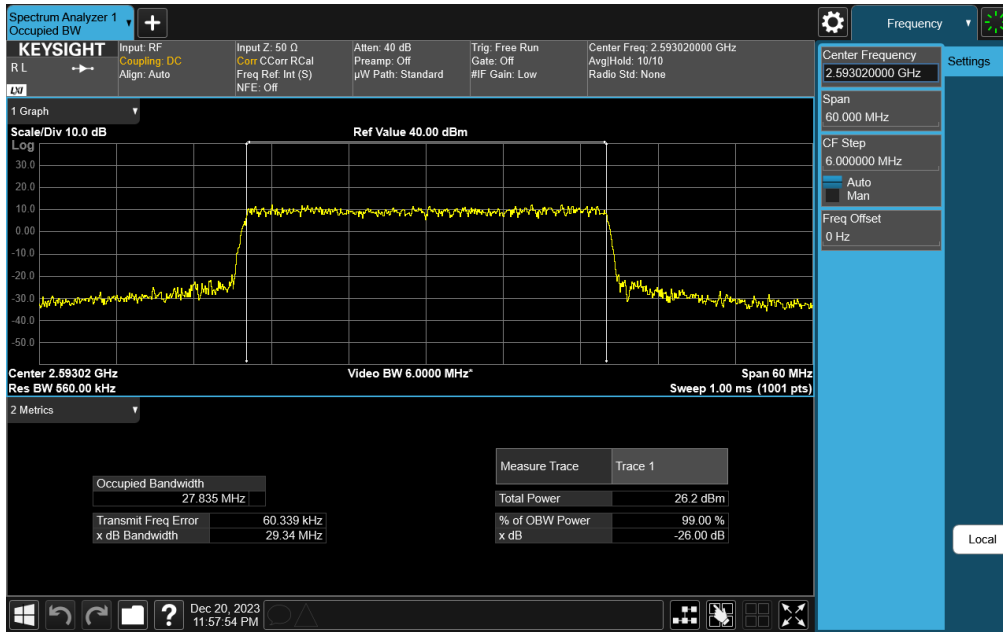 Spectrum Analyzer 1
Occupied BW
Frequency
KEYSIGHT
R L
LXI
Input: RF
Coupling: DC
Align: Auto
Input Z: 50 Ω
Corr CCorr RCal
Freq Ref: Int (S)
NFE: Off
Atten: 40 dB
Preamp: Off
µW Path: Standard
Trig: Free Run
Gate: Off
#IF Gain: Low
Center Freq: 2.593020000 GHz
Avg|Hold: 10/10
Radio Std: None
Center Frequency
2.593020000 GHz
Settings
Span
60.000 MHz
CF Step
6.000000 MHz
Auto
Man
Freq Offset
0 Hz
Local
1 Graph
Scale/Div 10.0 dB
Ref Value 40.00 dBm
Log
30.0
20.0
10.0
0.00
-10.0
-20.0
-30.0
-40.0
-50.0
Center 2.59302 GHz
Video BW 6.0000 MHz*
Span 60 MHz
Res BW 560.00 kHz
Sweep 1.00 ms (1001 pts)
2 Metrics
Measure Trace Trace 1
Occupied Bandwidth
27.835 MHz
Total Power 26.2 dBm
Transmit Freq Error 60.339 kHz
% of OBW Power 99.00 %
x dB Bandwidth 29.34 MHz
x dB -26.00 dB
?
Dec 20, 2023
11:57:54 PM